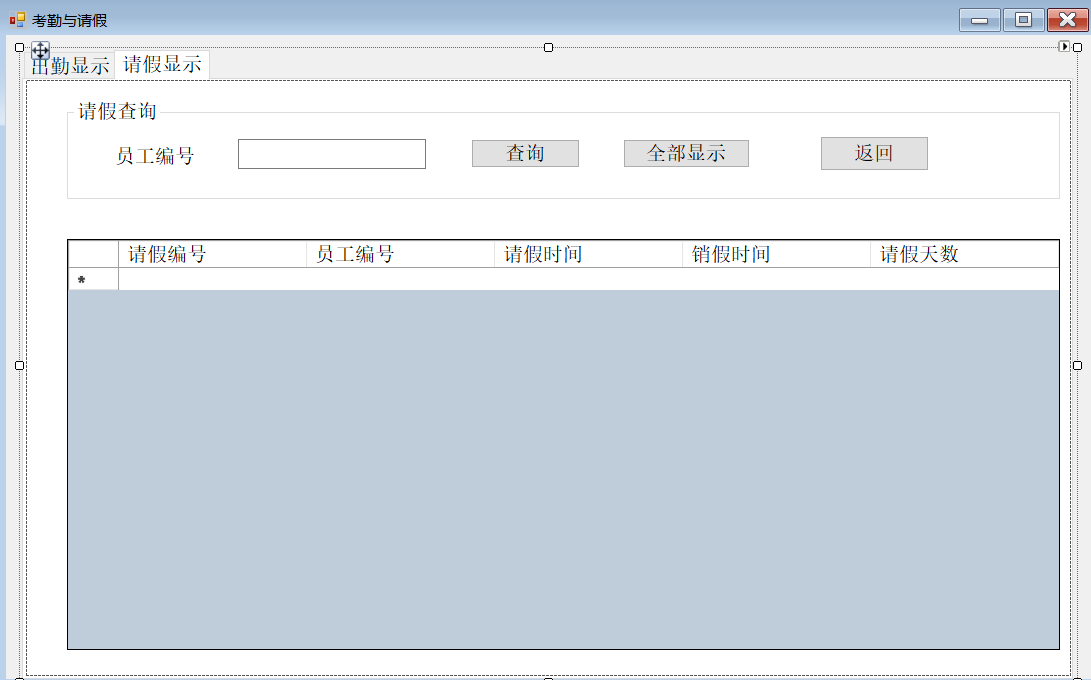 考勤与请假
出勤显示 请假显示
请假查询
员工编号 查询 全部显示 返回
请假编号 员工编号 请假时间 销假时间 请假天数
*